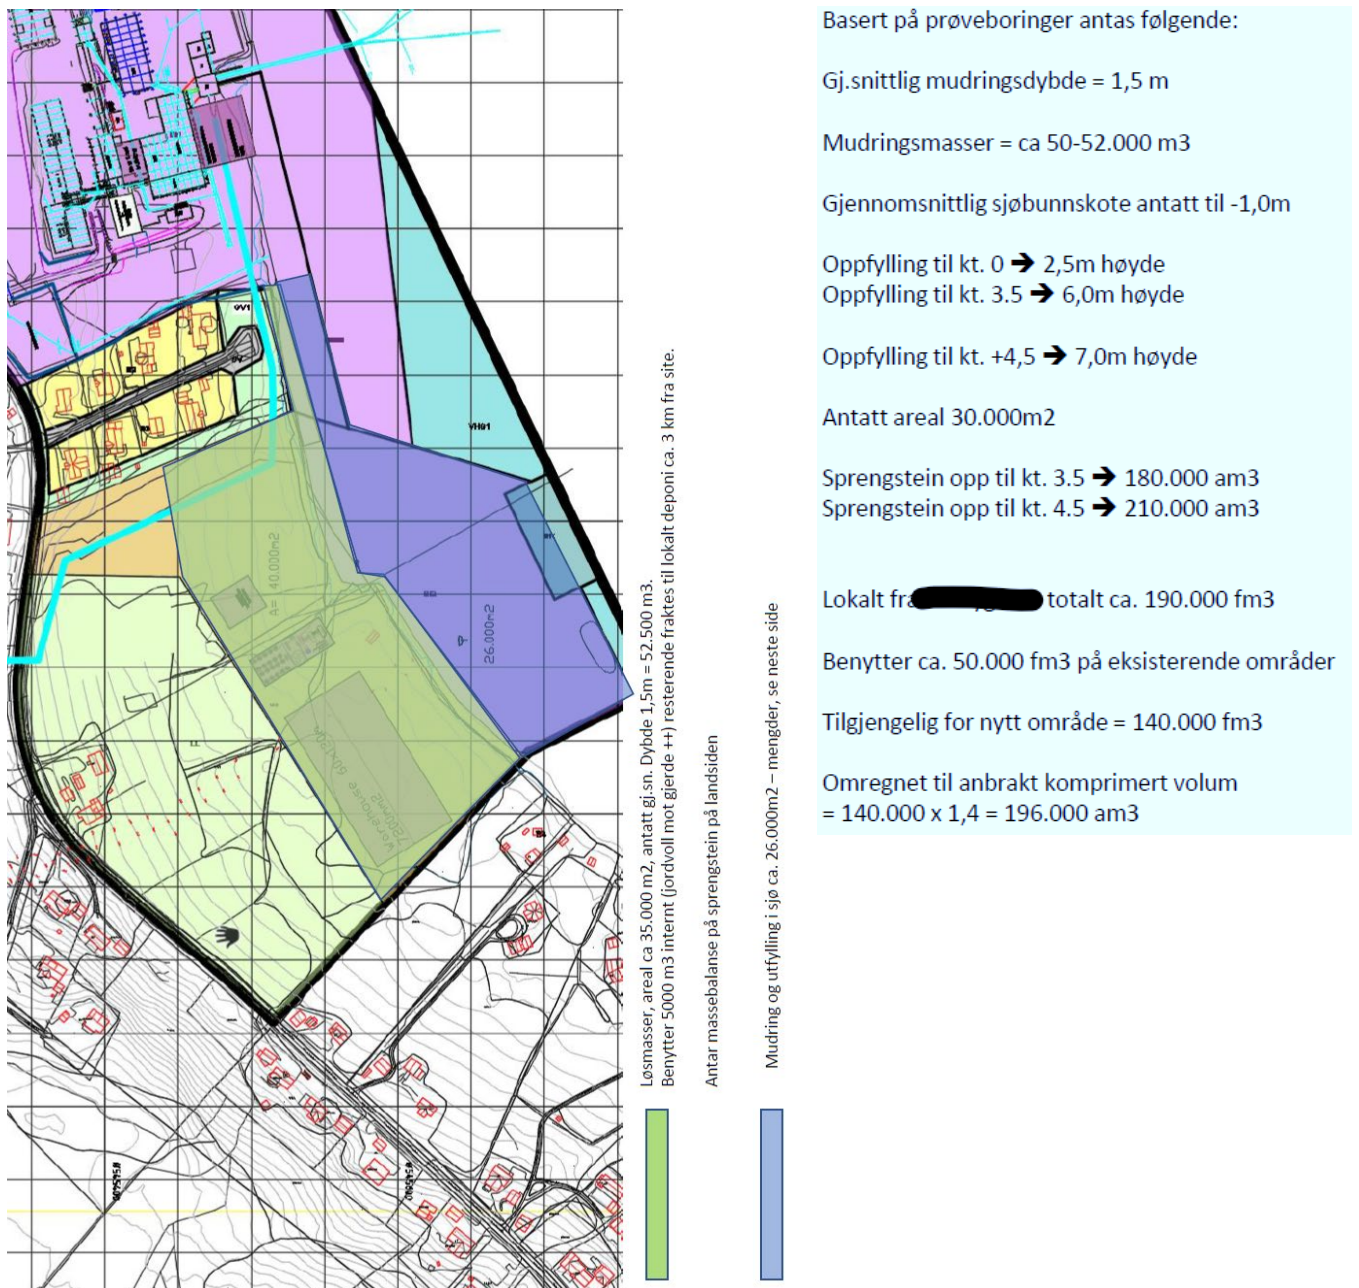 GV1
VH01
A= 40.000m2
26.000m2
Warehouse 60x130m
7800mm2
Løsmasser, areal ca 35.000 m2, antatt gj.sn. Dybde 1,5m = 52.500 m3.
Benytter 5000 m3 internt (jordvoll mot gjerde ++) resterende fraktes til lokalt deponi ca. 3 km fra site.
Antar massebalanse på sprengstein på landsiden
Mudring og utfylling i sjø ca. 26.000m2 – mengder, se neste side
Basert på prøveboringer antas følgende:
Gj.snittlig mudringsdybde = 1,5 m
Mudringsmasser = ca 50-52.000 m3
Gjennomsnittlig sjøbunnskote antatt til -1,0m
Oppfylling til kt. 0 ➔ 2,5m høyde
Oppfylling til kt. 3.5 ➔ 6,0m høyde
Oppfylling til kt. +4,5 ➔ 7,0m høyde
Antatt areal 30.000m2
Sprengstein opp til kt. 3.5 ➔ 180.000 am3
Sprengstein opp til kt. 4.5 ➔ 210.000 am3
Lokalt fra totalt ca. 190.000 fm3
Benytter ca. 50.000 fm3 på eksisterende områder
Tilgjengelig for nytt område = 140.000 fm3
Omregnet til anbrakt komprimert volum
= 140.000 x 1,4 = 196.000 am3